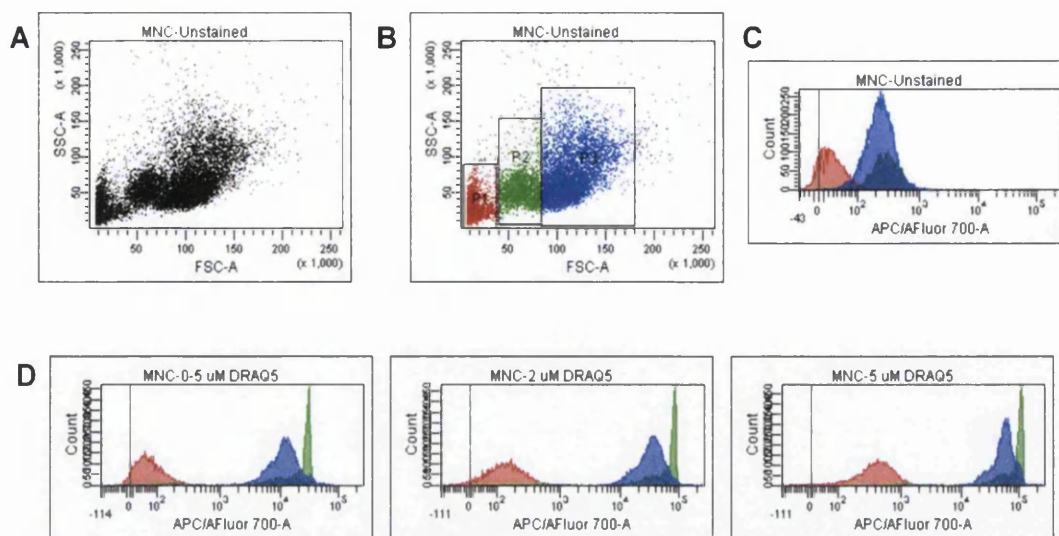 A
MNC-Unstained
SSC-A
(x 1,000)
50 100 150 200 250
50 100 150 200 250
FSC-A
(x 1,000)
B
MNC-Unstained
SSC-A
(x 1,000)
50 100 150 200 250
P1
P2
P3
50 100 150 200 250
FSC-A
(x 1,000)
C
MNC-Unstained
Count
0 50 100 150 200 250
-43 0 10² 10³ 10⁴ 10⁵
APC/AFluor 700-A
D
MNC-0-5 uM DRAQ5
Count
-114 0 10² 10³ 10⁴ 10⁵
APC/AFluor 700-A
MNC-2 uM DRAQ5
Count
-111 0 10² 10³ 10⁴ 10⁵
APC/AFluor 700-A
MNC-5 uM DRAQ5
Count
-111 0 10² 10³ 10⁴ 10⁵
APC/AFluor 700-A